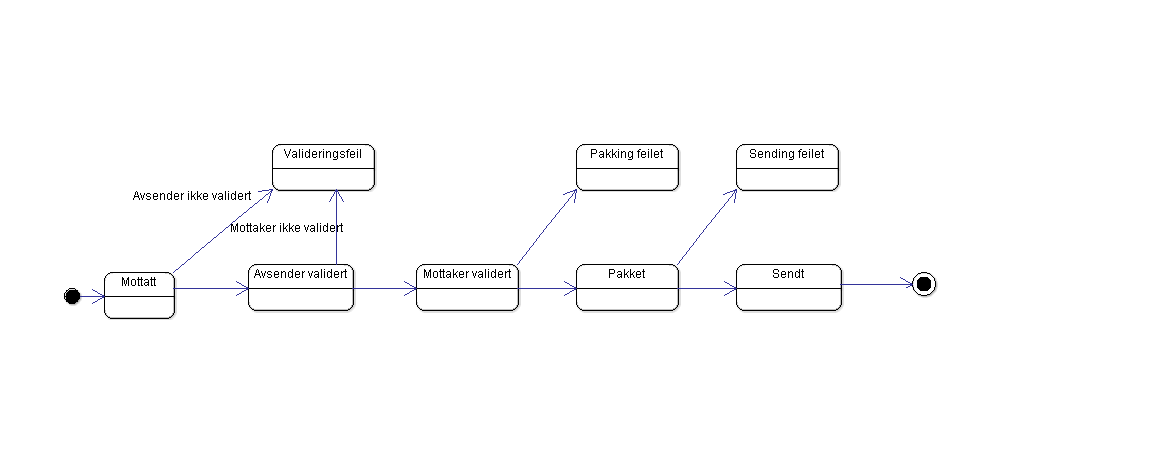 Valideringsfeil
Pakking feilet
Sending feilet
Avsender ikke validert
Mottaker ikke validert
Mottatt
Avsender validert
Mottaker validert
Pakket
Sendt